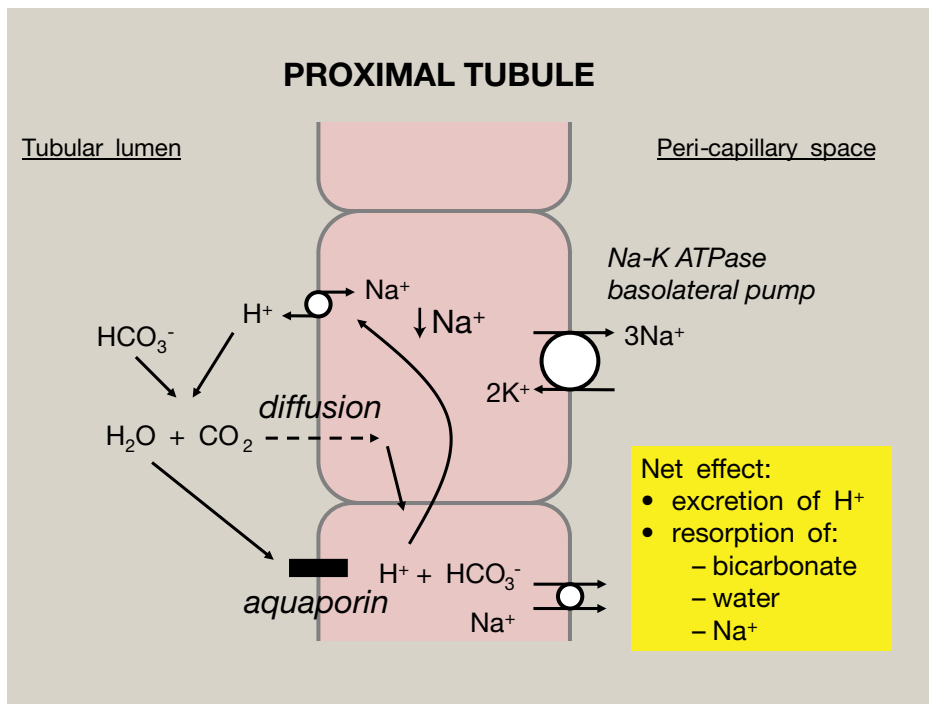 PROXIMAL TUBULE
Tubular lumen
Peri-capillary space
Na-K ATPase
basolateral pump
Na⁺
H⁺
↓ Na⁺
3Na⁺
HCO₃⁻
2K⁺
diffusion
H₂O + CO₂
Net effect:
• excretion of H⁺
• resorption of:
– bicarbonate
– water
– Na⁺
H⁺ + HCO₃⁻
aquaporin
Na⁺